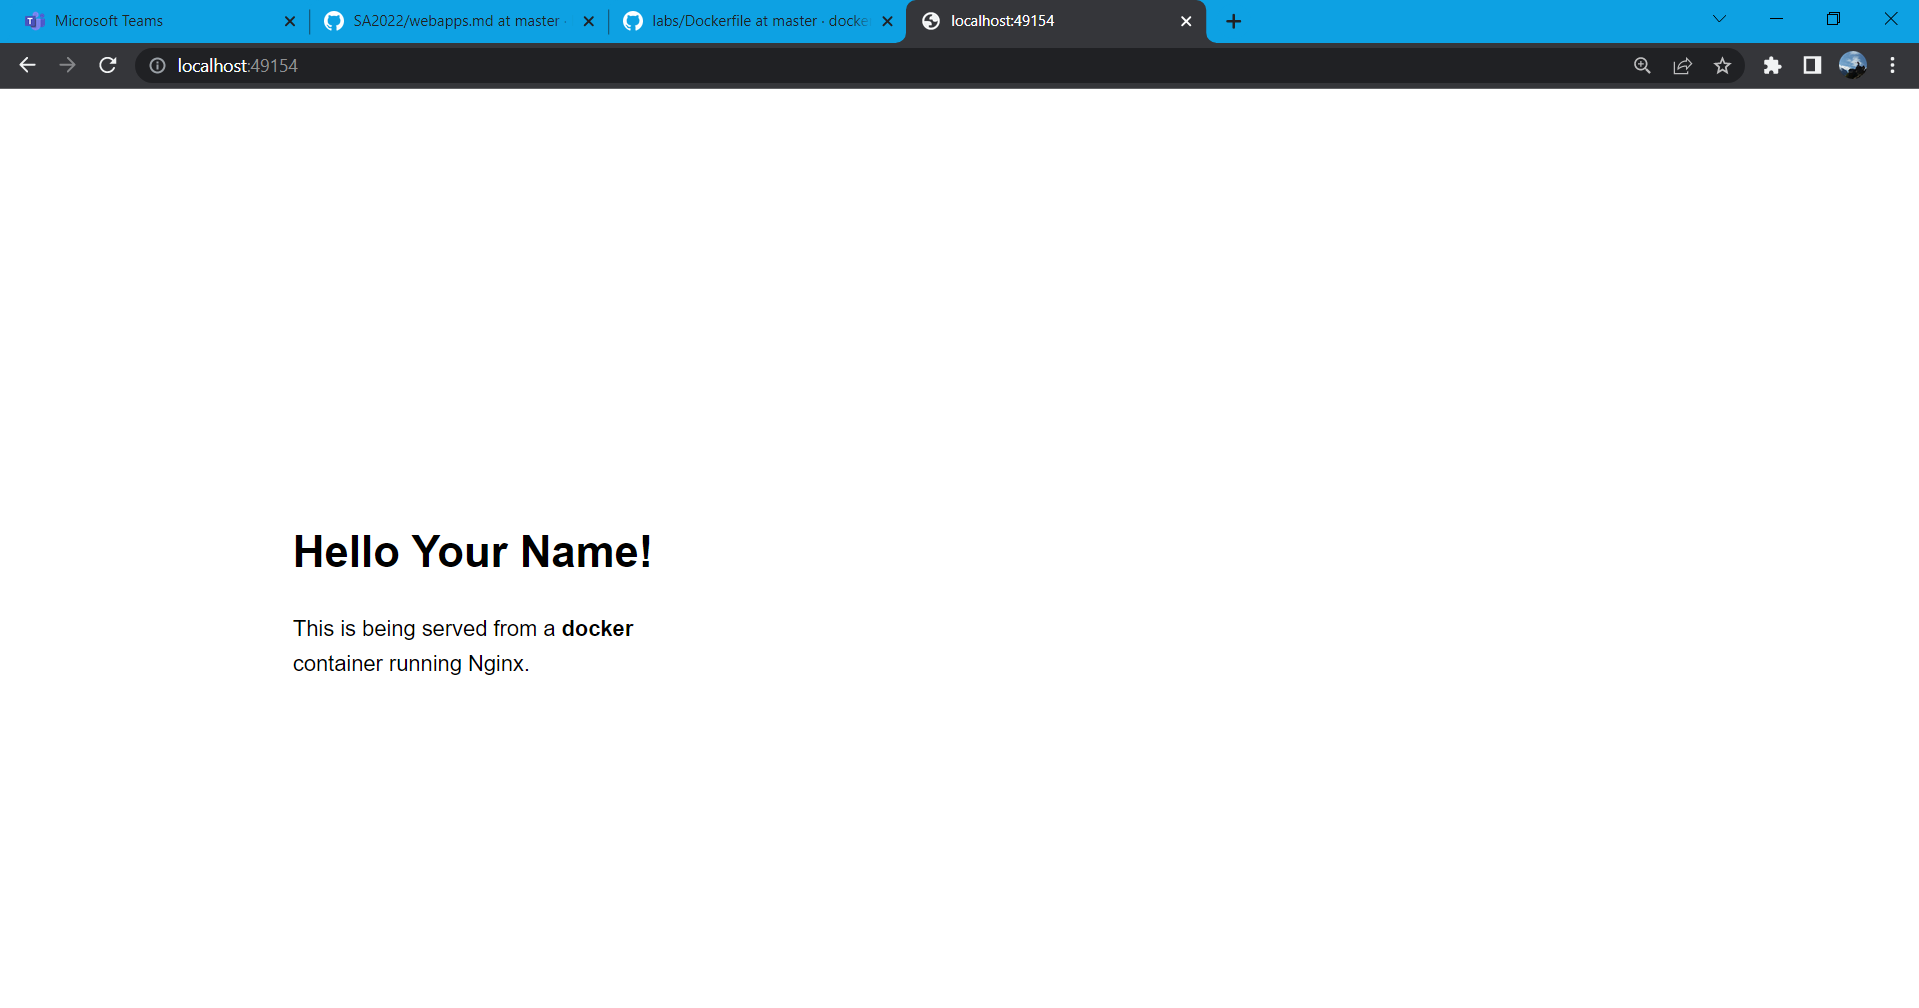 Microsoft Teams
SA2022/webapps.md at master ·
labs/Dockerfile at master · docke
localhost:49154
localhost:49154
Hello Your Name!
This is being served from a docker
container running Nginx.